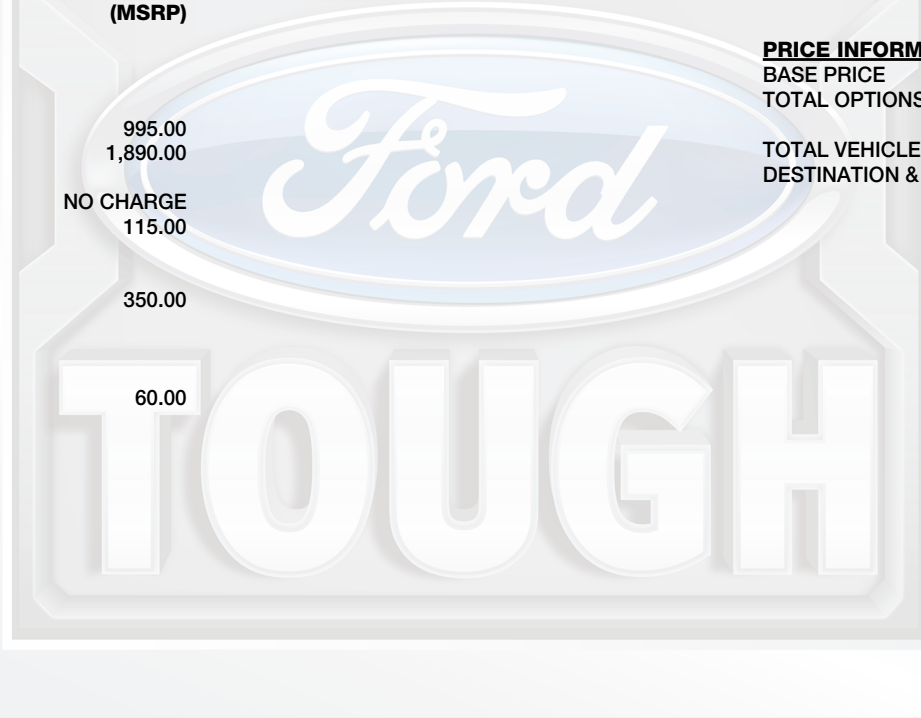 (MSRP)
995.00
1,890.00
NO CHARGE
115.00
350.00
60.00
PRICE INFORM
BASE PRICE
TOTAL OPTIONS
TOTAL VEHICLE
DESTINATION &
Ford
TOUGH